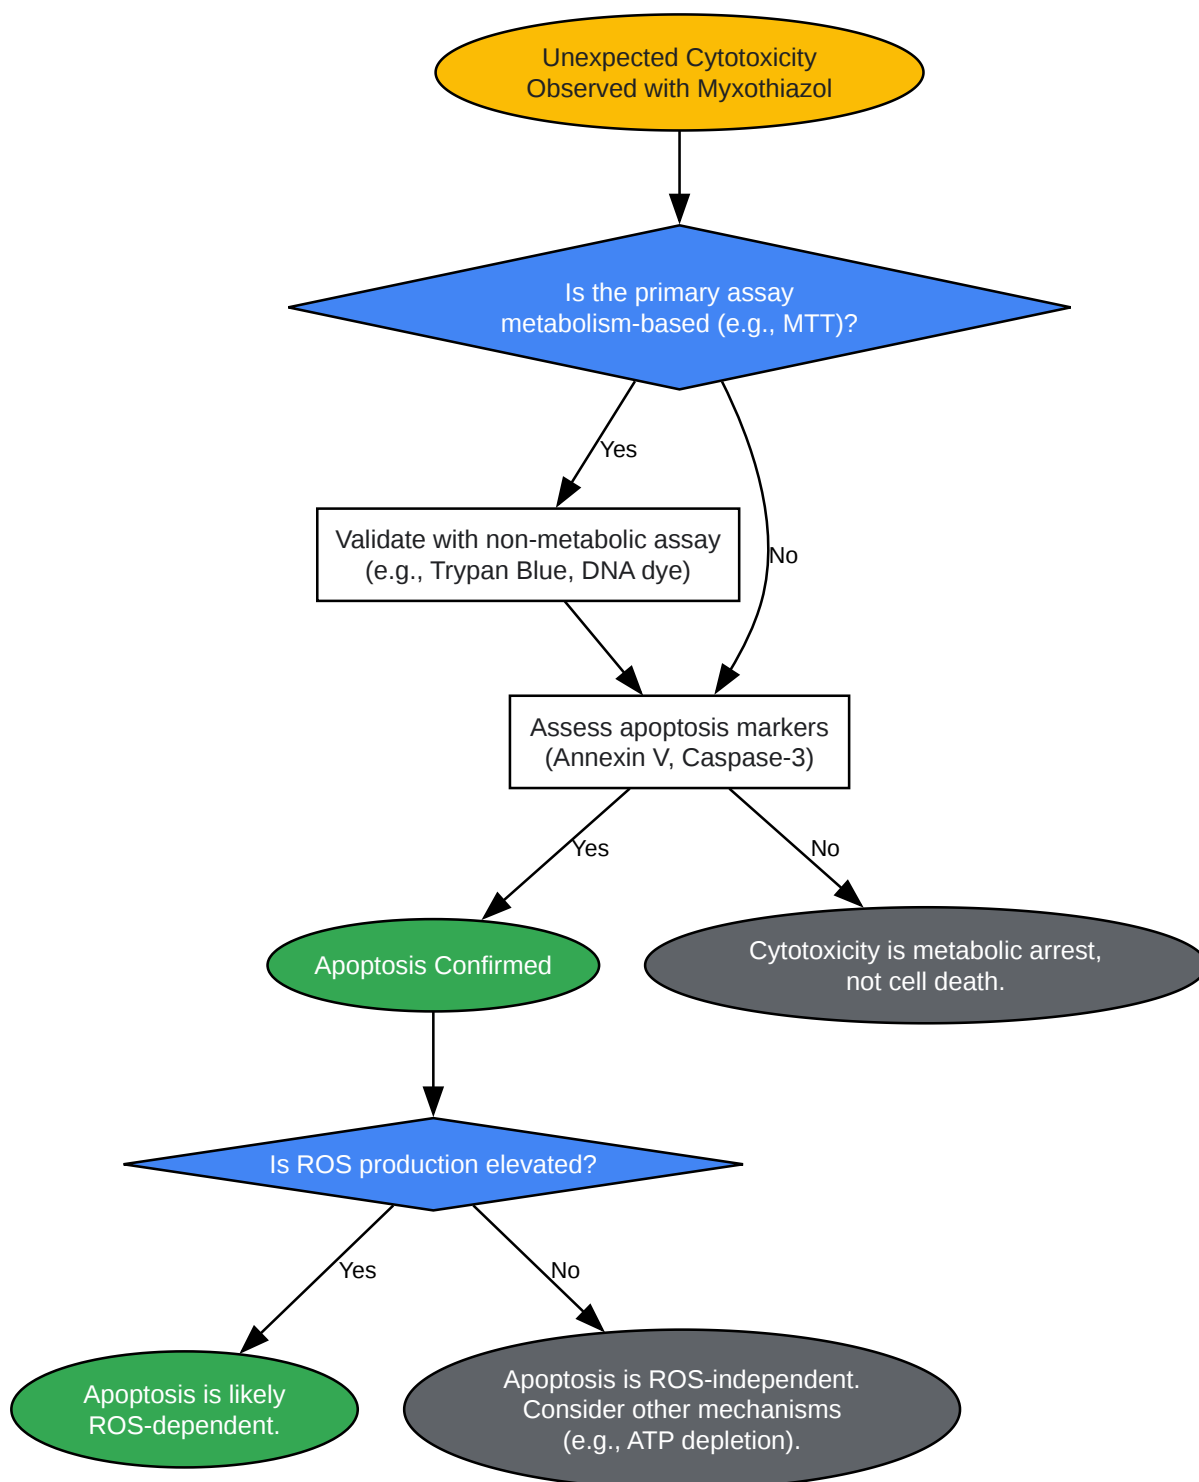 Unexpected Cytotoxicity
Observed with Myxothiazol
Is the primary assay
metabolism-based (e.g., MTT)?
Yes
Validate with non-metabolic assay
(e.g., Trypan Blue, DNA dye)
No
Assess apoptosis markers
(Annexin V, Caspase-3)
Yes
No
Apoptosis Confirmed
Cytotoxicity is metabolic arrest,
not cell death.
Is ROS production elevated?
Yes
No
Apoptosis is likely
ROS-dependent.
Apoptosis is ROS-independent.
Consider other mechanisms
(e.g., ATP depletion).